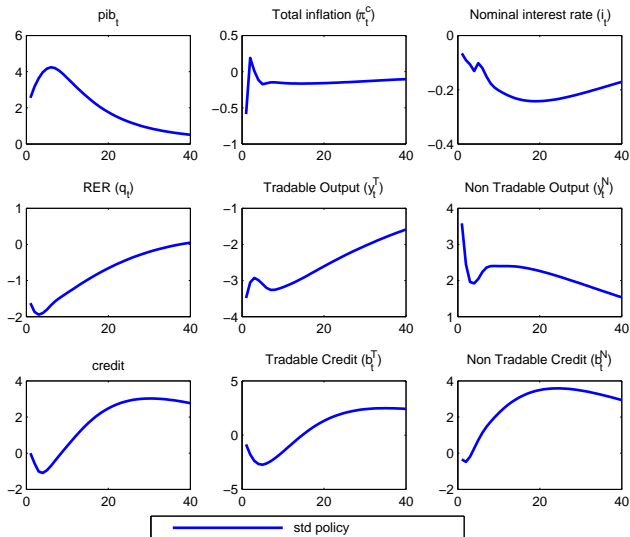 pib_t
Total inflation (π_t^c)
Nominal interest rate (i_t)
6
4
2
0
0 20 40
0.5
0
−0.5
−1
0 20 40
0
−0.2
−0.4
0 20 40
RER (q_t)
Tradable Output (y_t^T)
Non Tradable Output (y_t^N)
1
0
−1
−2
0 20 40
−1
−2
−3
−4
0 20 40
4
3
2
1
0 20 40
credit
Tradable Credit (b_t^T)
Non Tradable Credit (b_t^N)
4
2
0
−2
0 20 40
5
0
−5
0 20 40
4
2
0
−2
0 20 40
std policy